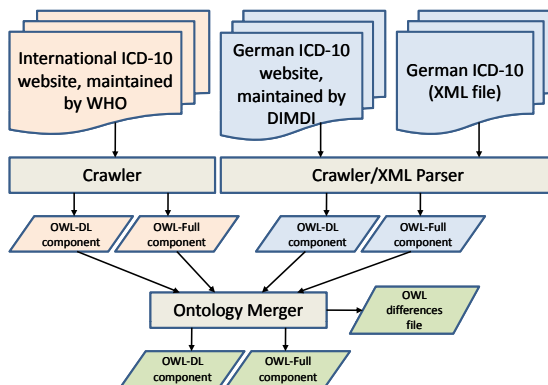 International ICD-10
website, maintained
by WHO
German ICD-10
website,
maintained by
DIMDI
German ICD-10
(XML file)
Crawler
Crawler/XML Parser
OWL-DL
component
OWL-Full
component
OWL-DL
component
OWL-Full
component
Ontology Merger
OWL
differences
file
OWL-DL
component
OWL-Full
component